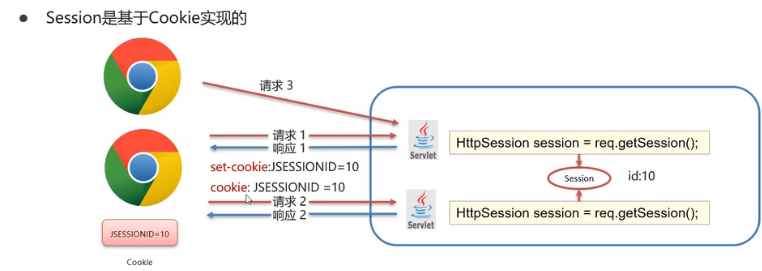 ● Session是基于Cookie实现的
请求 3
请求 1
响应 1
Servlet
HttpSession session = req.getSession();
set-cookie:JSESSIONID=10
Session
id:10
cookie: JSESSIONID =10
请求 2
响应 2
Servlet
HttpSession session = req.getSession();
JSESSIONID=10
Cookie